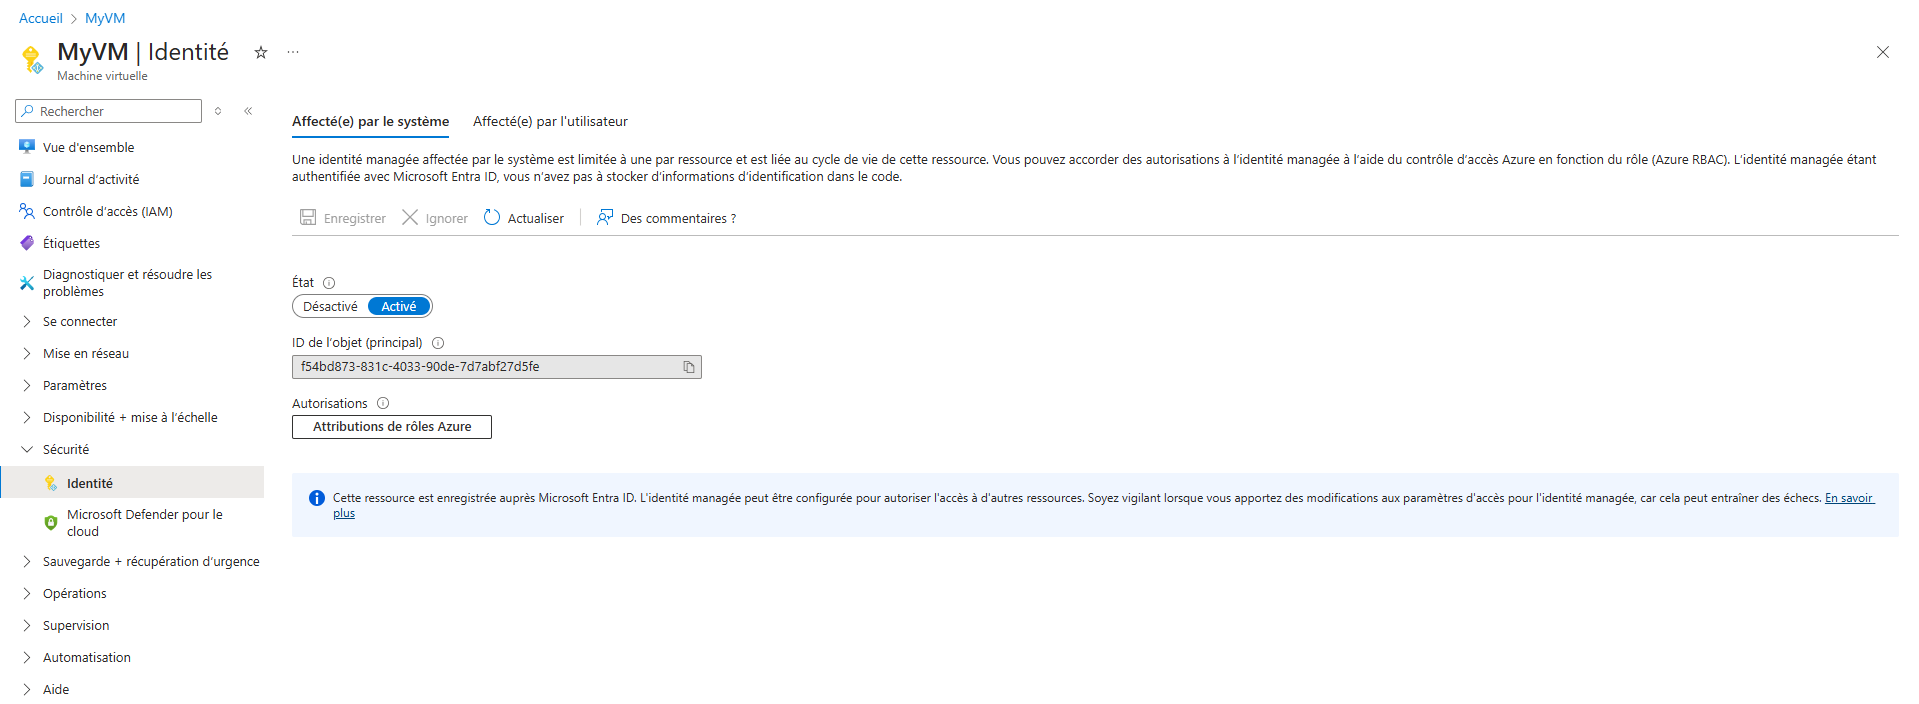 Accueil > MyVM
MyVM | Identité
Machine virtuelle
Rechercher
Vue d'ensemble
Journal d’activité
Contrôle d’accès (IAM)
Étiquettes
Diagnostiquer et résoudre les
problèmes
Se connecter
Mise en réseau
Paramètres
Disponibilité + mise à l’échelle
Sécurité
Identité
Microsoft Defender pour le
cloud
Sauvegarde + récupération d’urgence
Opérations
Supervision
Automatisation
Aide
Affecté(e) par le système Affecté(e) par l'utilisateur
Une identité managée affectée par le système est limitée à une par ressource et est liée au cycle de vie de cette ressource. Vous pouvez accorder des autorisations à l’identité managée à l’aide du contrôle d’accès Azure en fonction du rôle (Azure RBAC). L’identité managée étant
authentifiée avec Microsoft Entra ID, vous n’avez pas à stocker d’informations d’identification dans le code.
Enregistrer Ignorer Actualiser Des commentaires ?
État
Désactivé Activé
ID de l’objet (principal)
f54bd873-831c-4033-90de-7d7abf27d5fe
Autorisations
Attributions de rôles Azure
Cette ressource est enregistrée auprès Microsoft Entra ID. L'identité managée peut être configurée pour autoriser l'accès à d'autres ressources. Soyez vigilant lorsque vous apportez des modifications aux paramètres d'accès pour l'identité managée, car cela peut entraîner des échecs. En savoir
plus